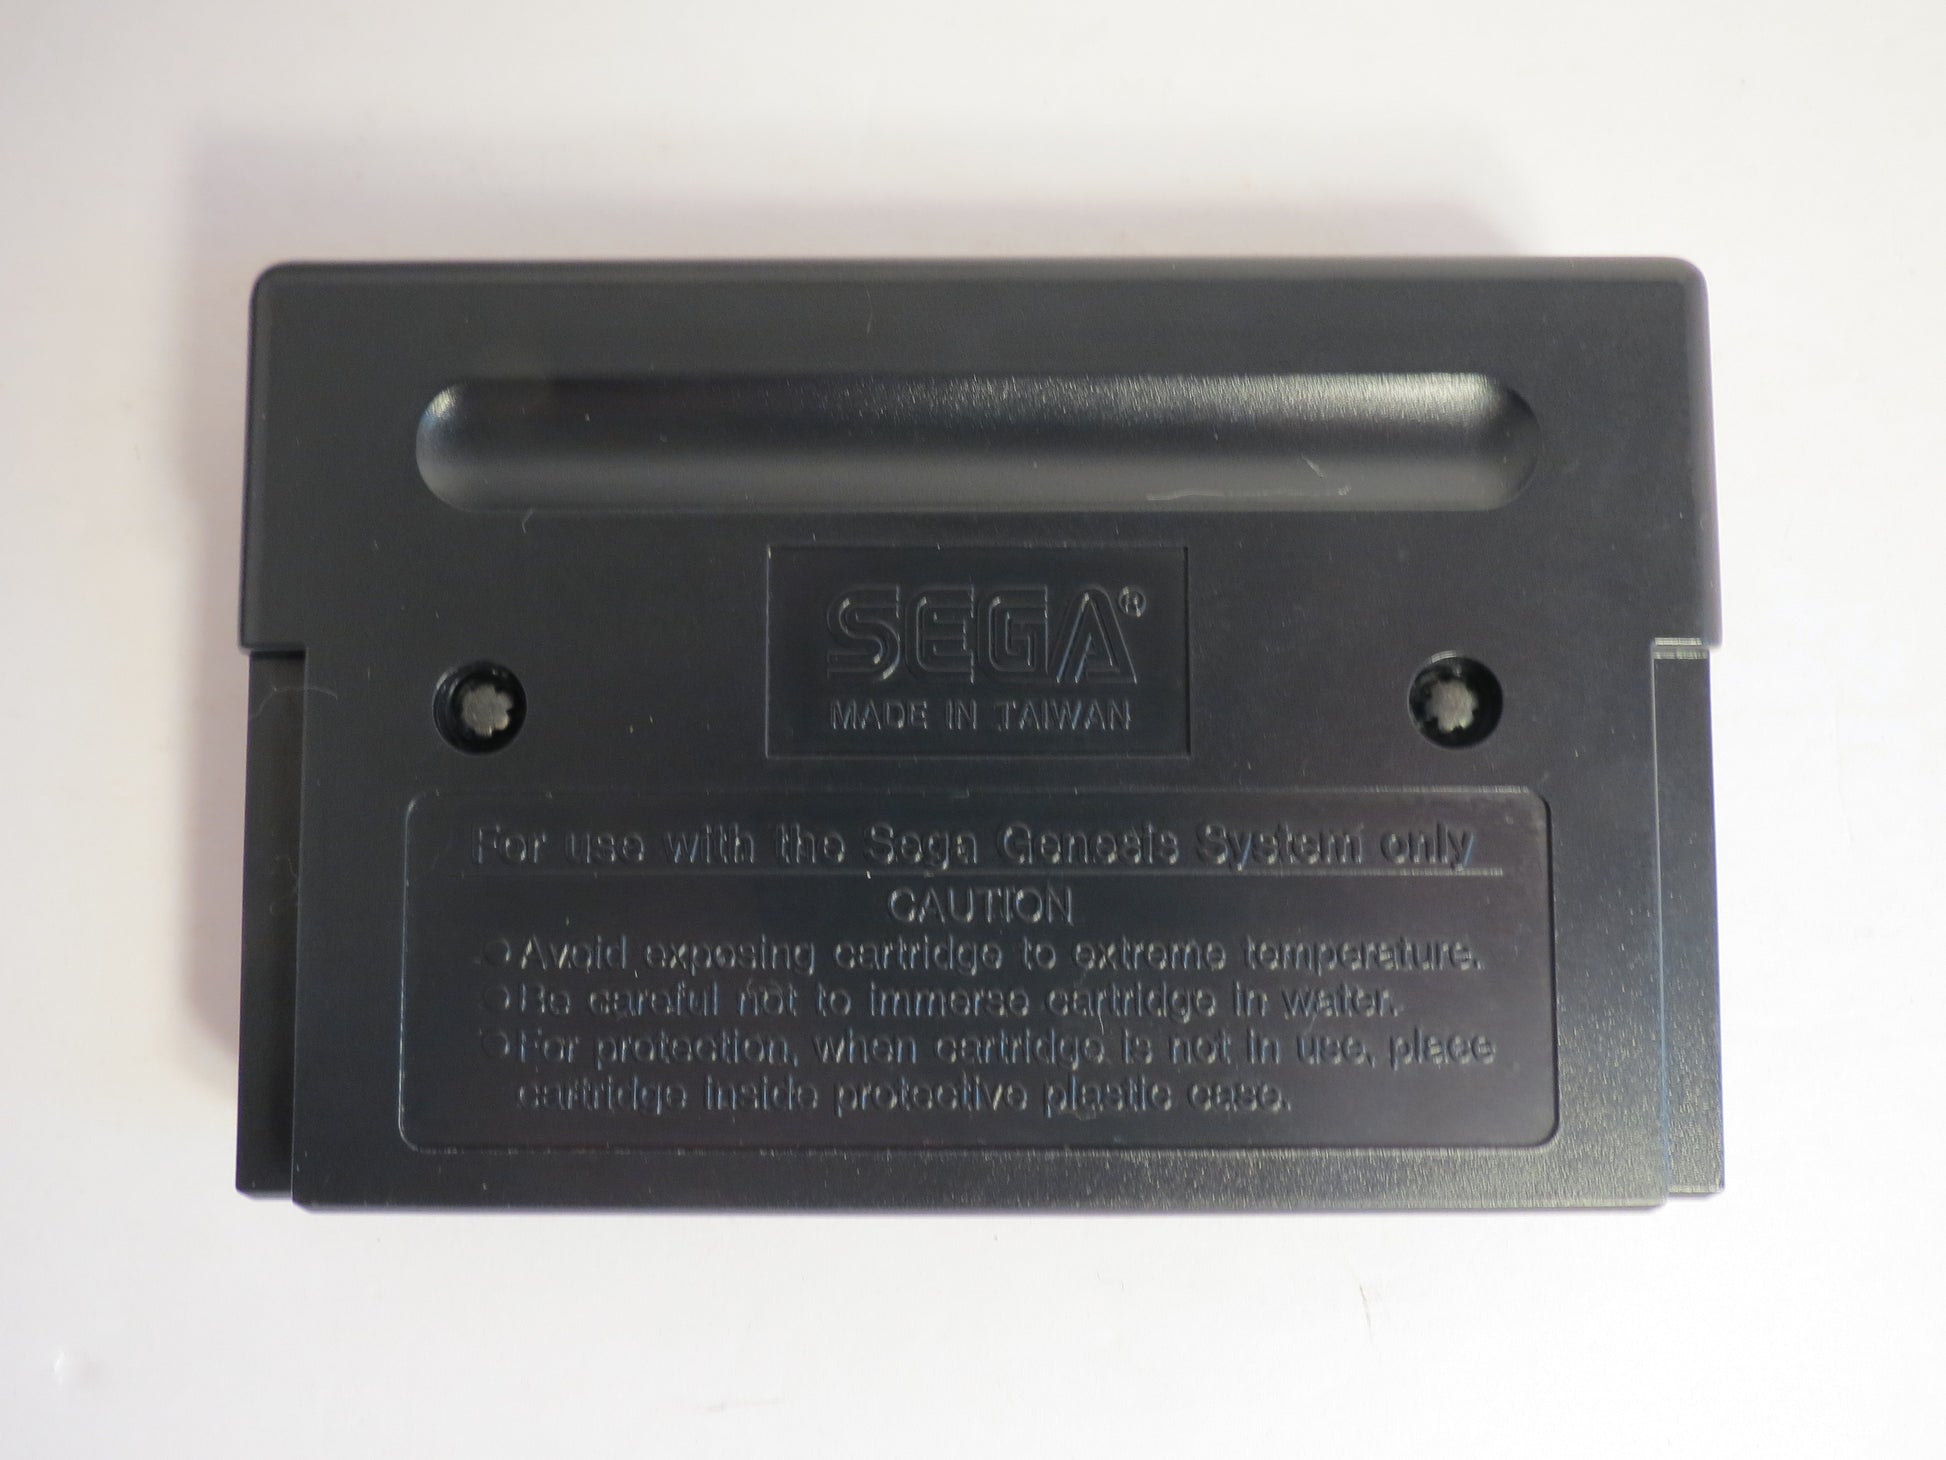 SEGA®
MADE IN TAIWAN
For use with the Sega Genesis System only
CAUTION
●Avoid exposing cartridge to extreme temperature.
●Be careful not to immerse cartridge in water.
●For protection, when cartridge is not in use, place
cartridge inside protective plastic case.